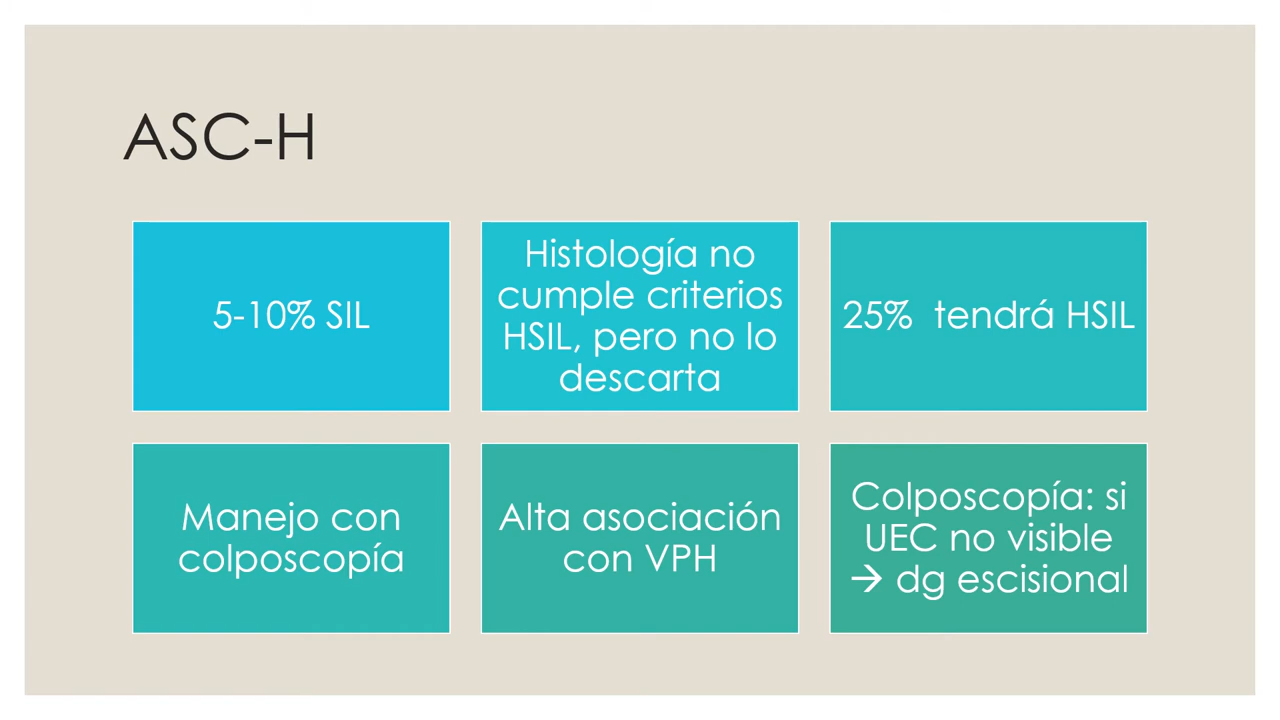 ASC-H
5-10% SIL
Histología no
cumple criterios
HSIL, pero no lo
descarta
25%  tendrá HSIL
Manejo con
colposcopía
Alta asociación
con VPH
Colposcopía: si
UEC no visible
→ dg escisional